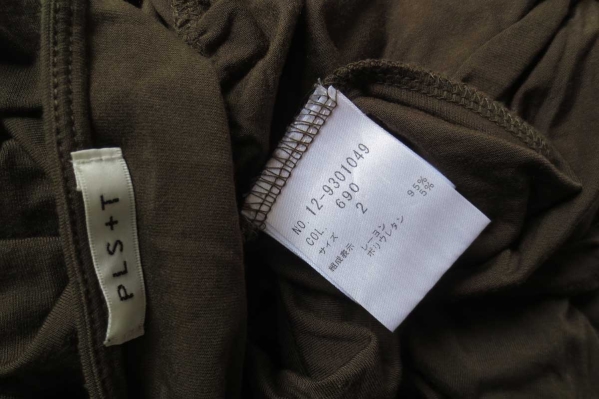 PLS+T
NO. 12-9301049
COL. 690
サイズ 2
組成表示 レーヨン 95%
ポリウレタン 5%